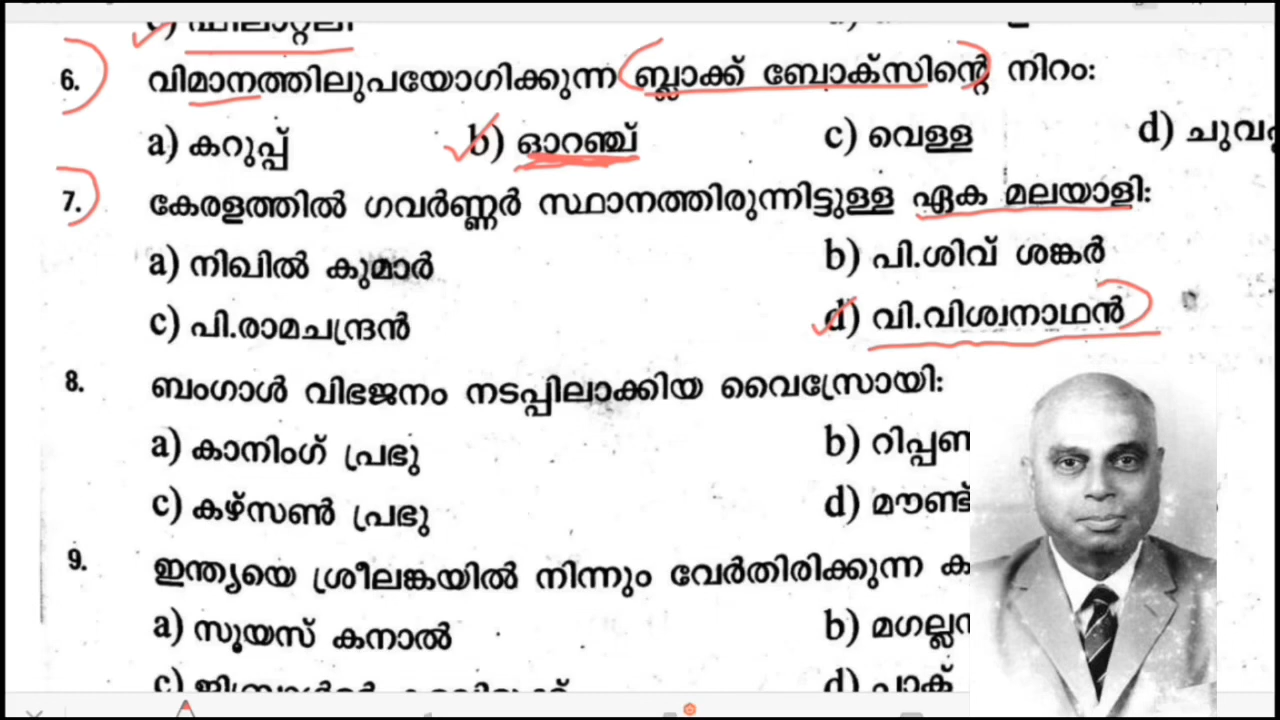 6. വിമാനത്തിലുപയോഗിക്കുന്ന ബ്ലാക്ക് ബോക്സിന്റെ നിറം:
a) കറുപ്പ് b) ഓറഞ്ച് c) വെള്ള d) ചുവ
7. കേരളത്തിൽ ഗവർണ്ണർ സ്ഥാനത്തിരുന്നിട്ടുള്ള ഏക മലയാളി:
a) നിഖിൽ കുമാർ b) പി.ശിവ് ശങ്കർ
c) പി.രാമചന്ദ്രൻ d) വി.വിശ്വനാഥൻ
8. ബംഗാൾ വിഭജനം നടപ്പിലാക്കിയ വൈസ്രോയി:
a) കാനിംഗ് പ്രഭു b) റിപ്പണ
c) കഴ്സൺ പ്രഭു d) മൗണ്ട്
9. ഇന്ത്യയെ ശ്രീലങ്കയിൽ നിന്നും വേർതിരിക്കുന്ന ക
a) സൂയസ് കനാൽ b) മഗല്ല
d) പാക്